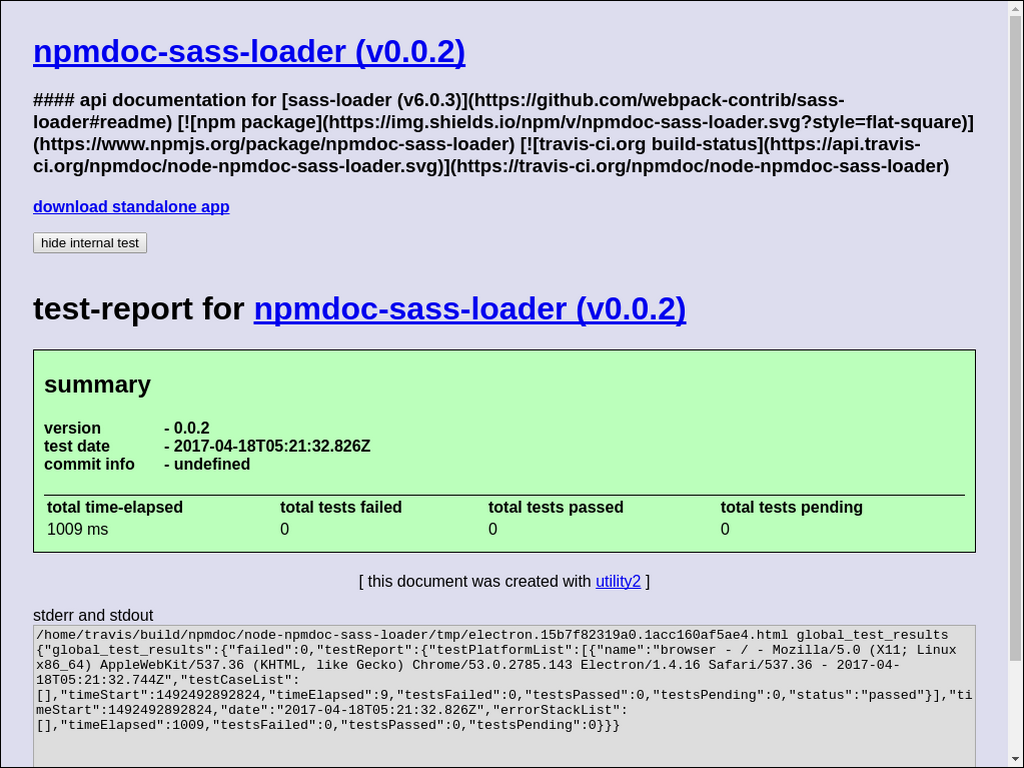 npmdoc-sass-loader (v0.0.2)
#### api documentation for [sass-loader (v6.0.3)](https://github.com/webpack-contrib/sass-
loader#readme) [![npm package](https://img.shields.io/npm/v/npmdoc-sass-loader.svg?style=flat-square)]
(https://www.npmjs.org/package/npmdoc-sass-loader) [![travis-ci.org build-status](https://api.travis-
ci.org/npmdoc/node-npmdoc-sass-loader.svg)](https://travis-ci.org/npmdoc/node-npmdoc-sass-loader)
download standalone app
hide internal test
test-report for npmdoc-sass-loader (v0.0.2)
summary
version - 0.0.2
test date - 2017-04-18T05:21:32.826Z
commit info - undefined
total time-elapsed total tests failed total tests passed total tests pending
1009 ms 0 0 0
[ this document was created with utility2 ]
stderr and stdout
/home/travis/build/npmdoc/node-npmdoc-sass-loader/tmp/electron.15b7f82319a0.1acc160af5ae4.html global_test_results
{"global_test_results":{"failed":0,"testReport":{"testPlatformList":[{"name":"browser - / - Mozilla/5.0 (X11; Linux
x86_64) AppleWebKit/537.36 (KHTML, like Gecko) Chrome/53.0.2785.143 Electron/1.4.16 Safari/537.36 - 2017-04-
18T05:21:32.744Z","testCaseList":
[],"timeStart":1492492892824,"timeElapsed":9,"testsFailed":0,"testsPassed":0,"testsPending":0,"status":"passed"}],"ti
meStart":1492492892824,"date":"2017-04-18T05:21:32.826Z","errorStackList":
[],"timeElapsed":1009,"testsFailed":0,"testsPassed":0,"testsPending":0}}}